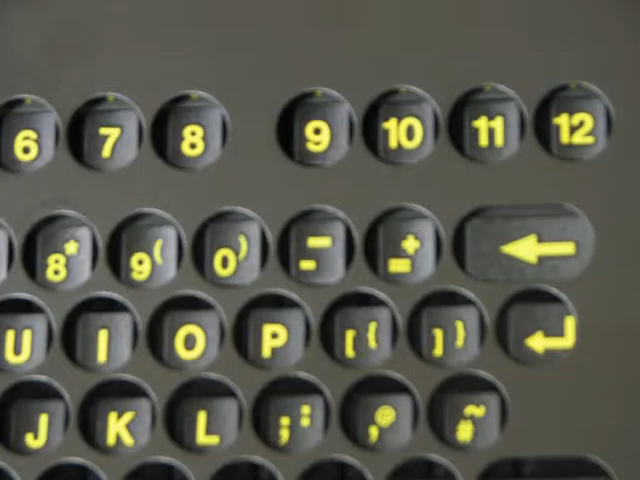 6 7 8 9 10 11 12
8* 9( 0) -_ =+ ←
U I O P [{ ]} ↵
J K L ;: ,@ #~